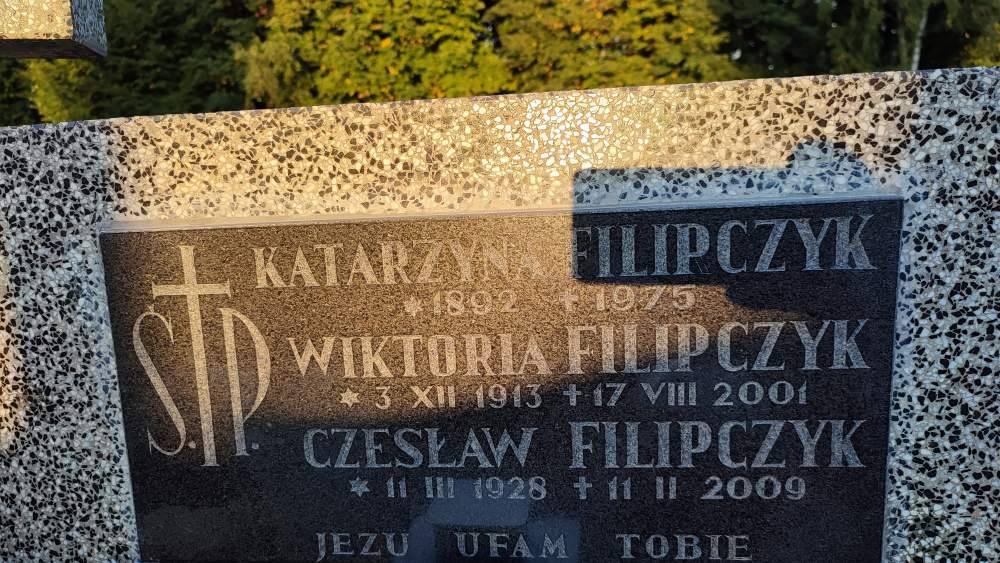 Ś.P.
KATARZYNA FILIPCZYK
* 1892 + 1975
WIKTORIA FILIPCZYK
* 3 XII 1913 + 17 VIII 2001
CZESŁAW FILIPCZYK
* 11 III 1928 + 11 II 2009
JEZU UFAM TOBIE